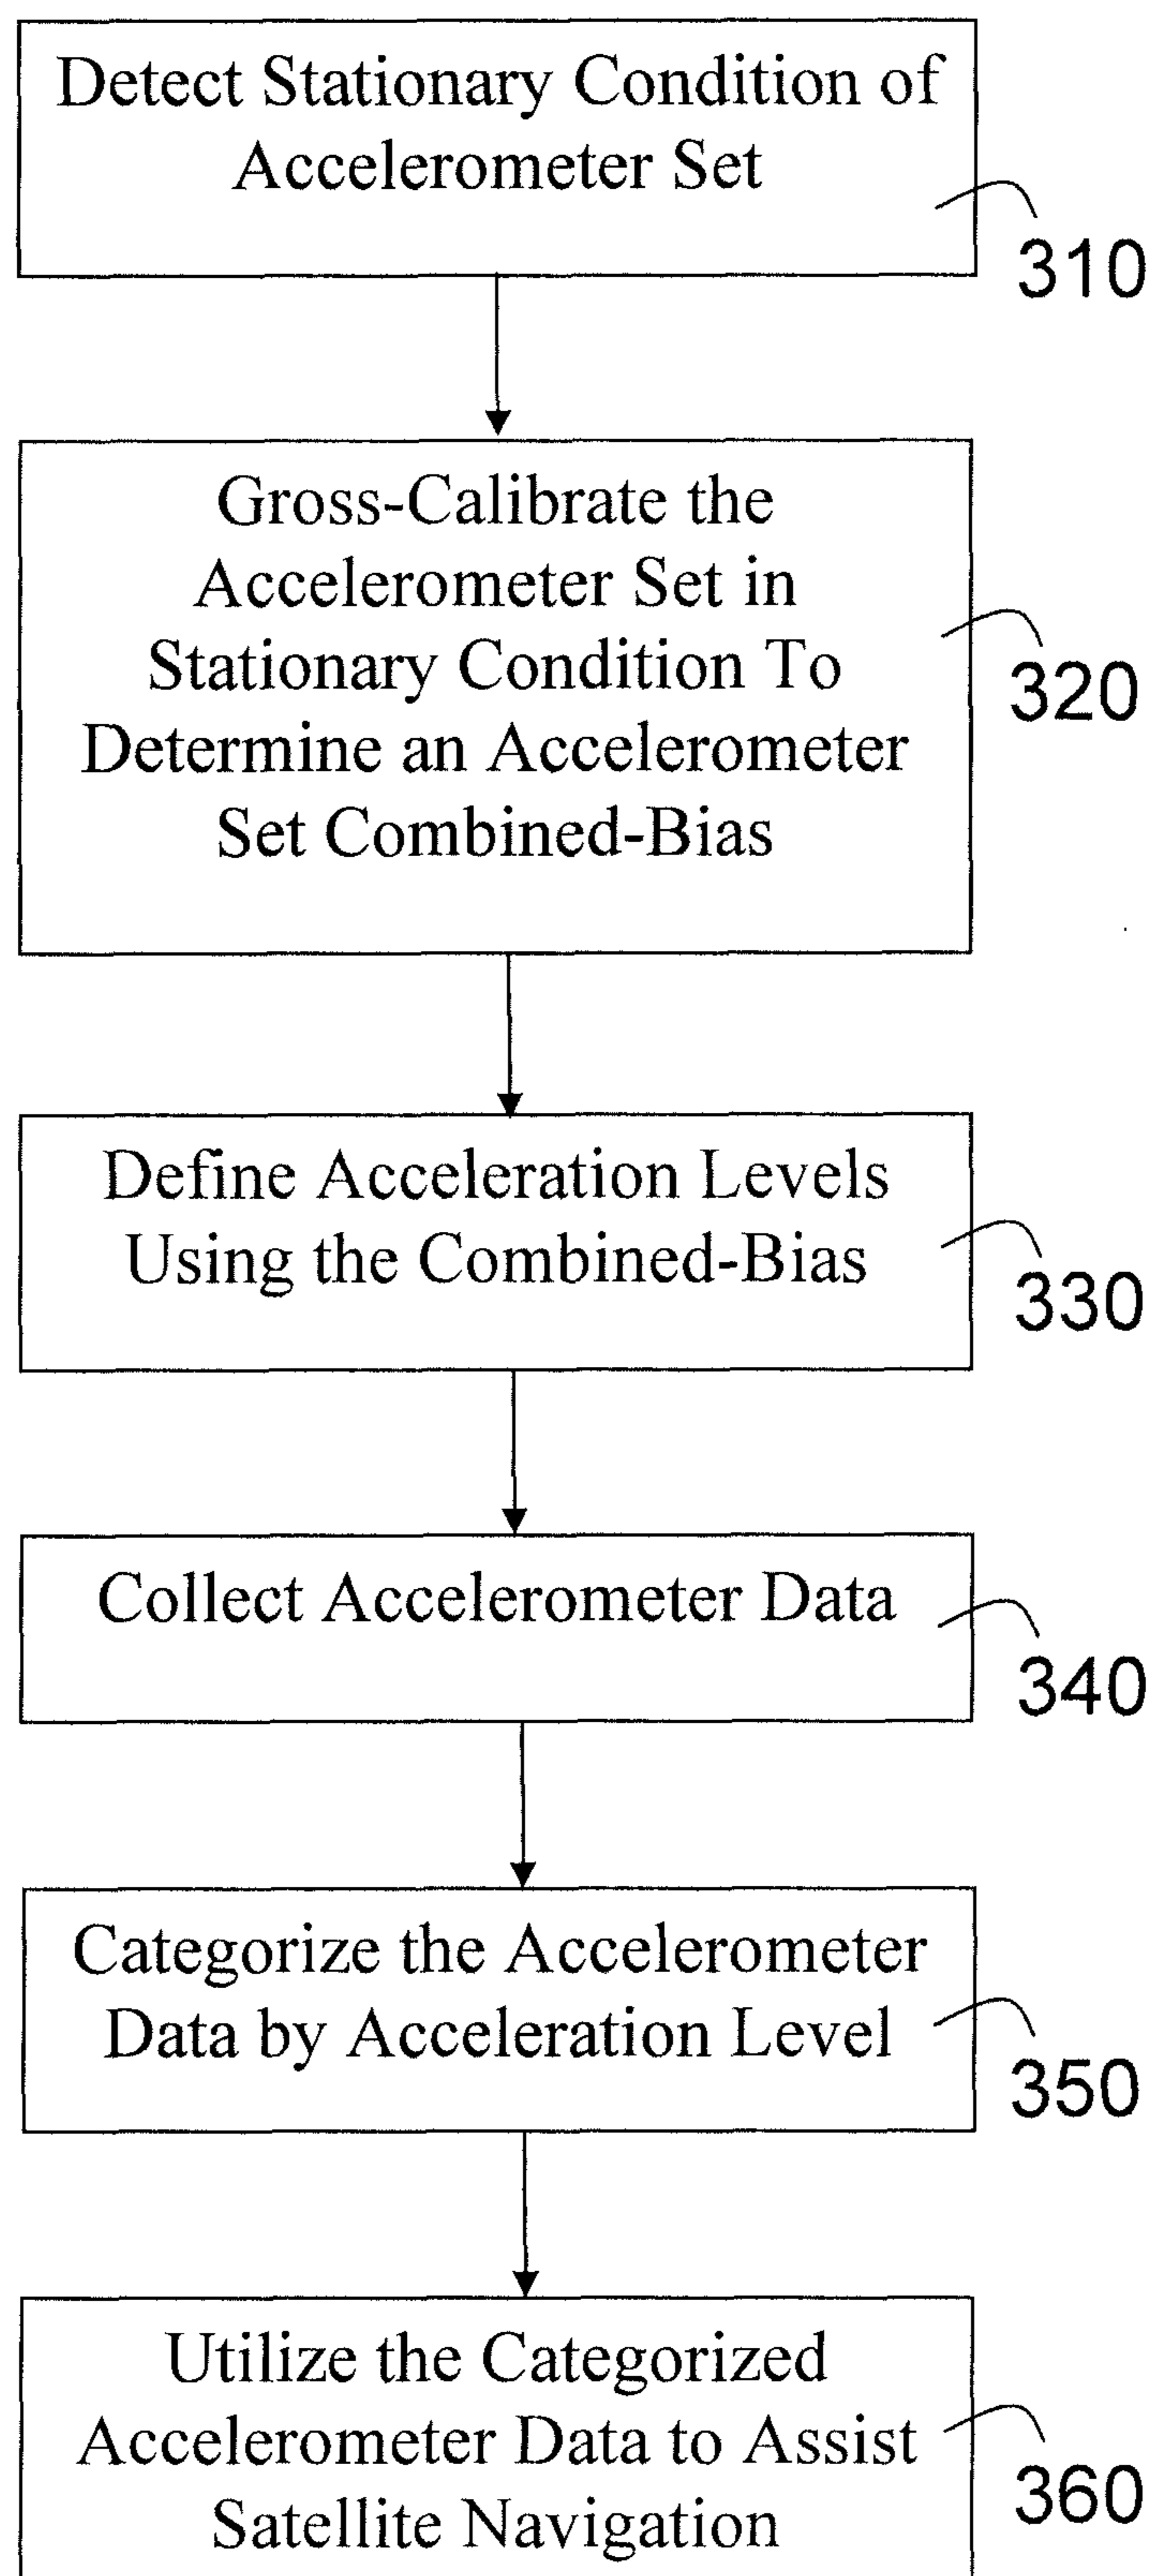 Detect Stationary Condition of
Accelerometer Set
310
Gross-Calibrate the
Accelerometer Set in
Stationary Condition To
Determine an Accelerometer
Set Combined-Bias
320
Define Acceleration Levels
Using the Combined-Bias
330
Collect Accelerometer Data
340
Categorize the Accelerometer
Data by Acceleration Level
350
Utilize the Categorized
Accelerometer Data to Assist
Satellite Navigation
360